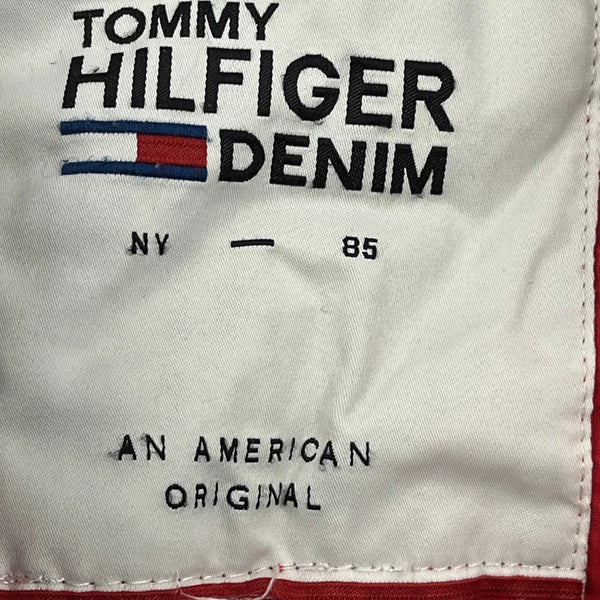 TOMMY
HILFIGER
DENIM
NY — 85
AN AMERICAN
ORIGINAL